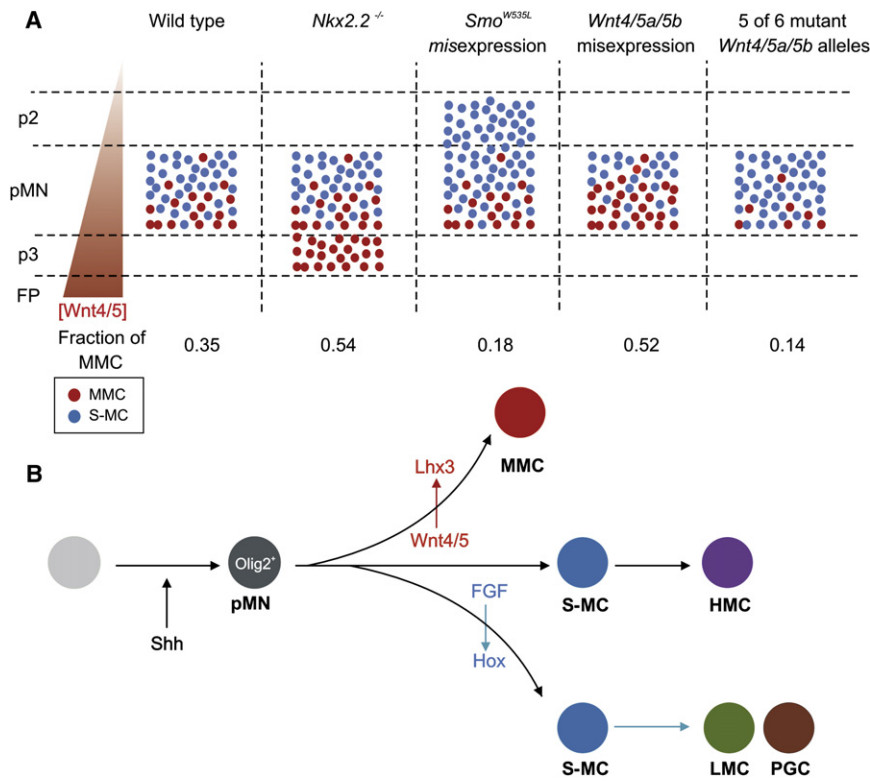 A
Wild type
Nkx2.2 -/-
Smo W535L
misexpression
Wnt4/5a/5b
misexpression
5 of 6 mutant
Wnt4/5a/5b alleles
p2
pMN
p3
FP
[Wnt4/5]
Fraction of
MMC
0.35
0.54
0.18
0.52
0.14
MMC
S-MC
B
Lhx3
MMC
Wnt4/5
Olig2+
pMN
Shh
FGF
Hox
S-MC
HMC
S-MC
LMC
PGC